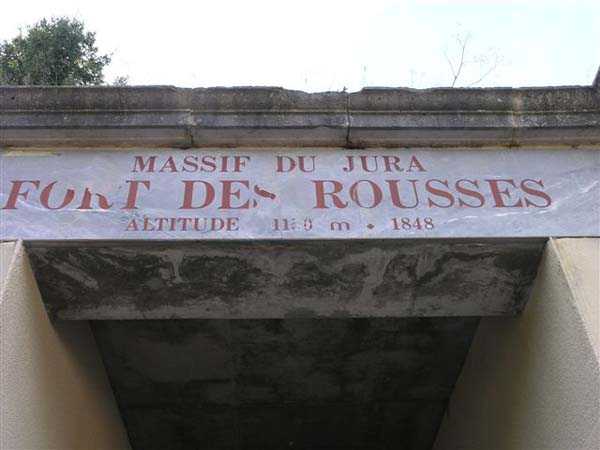 MASSIF DU JURA
FORT DES ROUSSES
ALTITUDE m • 1848